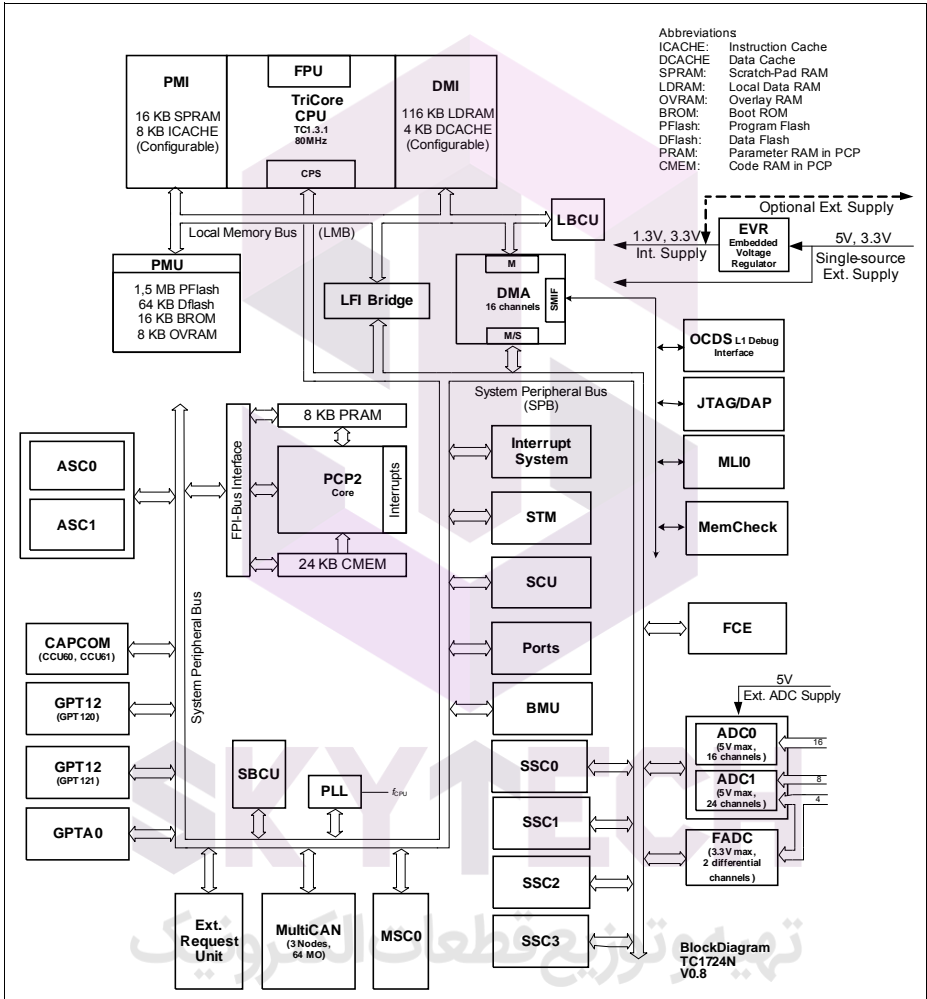 Abbreviations:
ICACHE: Instruction Cache
DCACHE Data Cache
SPRAM: Scratch-Pad RAM
LDRAM: Local Data RAM
OVRAM: Overlay RAM
BROM: Boot ROM
PFlash: Program Flash
DFlash: Data Flash
PRAM: Parameter RAM in PCP
CMEM: Code RAM in PCP
PMI
16 KB SPRAM
8 KB ICACHE
(Configurable)
FPU
TriCore
CPU
TC1.3.1
80MHz
CPS
DMI
116 KB LDRAM
4 KB DCACHE
(Configurable)
Local Memory Bus (LMB)
LBCU
Optional Ext. Supply
1.3V, 3.3V
Int. Supply
EVR
Embedded
Voltage
Regulator
5V, 3.3V
Single-source
Ext. Supply
PMU
1,5 MB PFlash
64 KB Dflash
16 KB BROM
8 KB OVRAM
LFI Bridge
M
DMA
16 channels
SMIF
M/S
OCDS L1 Debug
Interface
JTAG/DAP
MLI0
MemCheck
System Peripheral Bus
(SPB)
ASC0
ASC1
FPI-Bus Interface
8 KB PRAM
PCP2
Core
Interrupts
24 KB CMEM
Interrupt
System
STM
SCU
Ports
BMU
FCE
System Peripheral Bus
CAPCOM
(CCU60, CCU61)
GPT12
(GPT120)
GPT12
(GPT121)
GPTA0
SBCU
PLL
fCPU
SSC0
SSC1
SSC2
SSC3
5V
Ext. ADC Supply
ADC0
(5V max,
16 channels)
16
ADC1
(5V max,
24 channels)
8
4
FADC
(3.3V max,
2 differential
channels)
Ext.
Request
Unit
MultiCAN
(3 Nodes,
64 MO)
MSC0
BlockDiagram
TC1724N
V0.8
SKYTECH
تهیه و توزیع قطعات الکترونیک